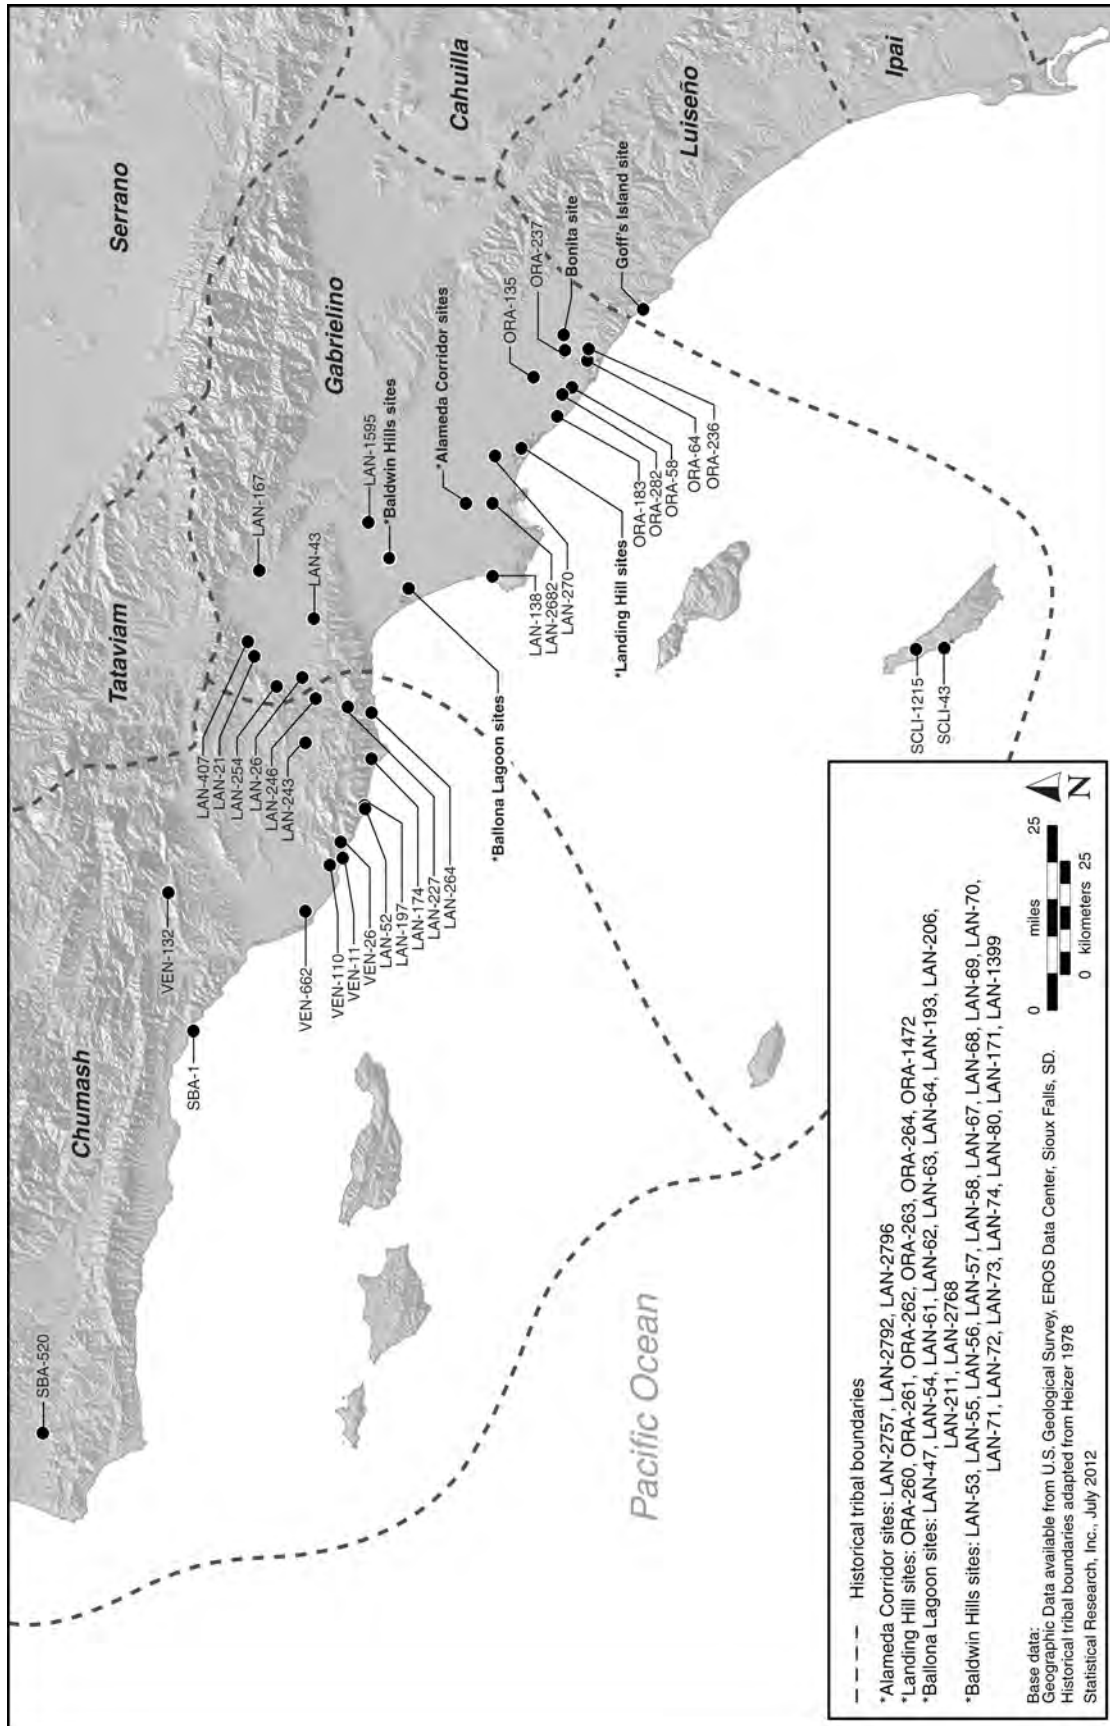 Chumash
Tataviam
Serrano
Gabrielino
Cahuilla
Luiseño
Ipai
Pacific Ocean
SBA-520
SBA-1
VEN-132
VEN-662
VEN-110
VEN-11
VEN-26
LAN-52
LAN-197
LAN-174
LAN-227
LAN-264
LAN-407
LAN-21
LAN-254
LAN-26
LAN-246
LAN-243
LAN-167
LAN-43
LAN-1595
*Baldwin Hills sites
*Alameda Corridor sites
*Ballona Lagoon sites
LAN-138
LAN-2682
LAN-270
*Landing Hill sites
ORA-135
ORA-237
Bonita site
Goff's Island site
ORA-183
ORA-282
ORA-58
ORA-64
ORA-236
SCLI-1215
SCLI-43
Historical tribal boundaries
*Alameda Corridor sites: LAN-2757, LAN-2792, LAN-2796
*Landing Hill sites: ORA-260, ORA-261, ORA-262, ORA-263, ORA-264, ORA-1472
*Ballona Lagoon sites: LAN-47, LAN-54, LAN-61, LAN-62, LAN-63, LAN-64, LAN-193, LAN-206,
LAN-211, LAN-2768
*Baldwin Hills sites: LAN-53, LAN-55, LAN-56, LAN-57, LAN-58, LAN-67, LAN-68, LAN-69, LAN-70,
LAN-71, LAN-72, LAN-73, LAN-74, LAN-80, LAN-171, LAN-1399
Base data:
Geographic Data available from U.S. Geological Survey, EROS Data Center, Sioux Falls, SD.
Historical tribal boundaries adapted from Heizer 1978
Statistical Research, Inc., July 2012
0 miles 25
0 kilometers 25
N